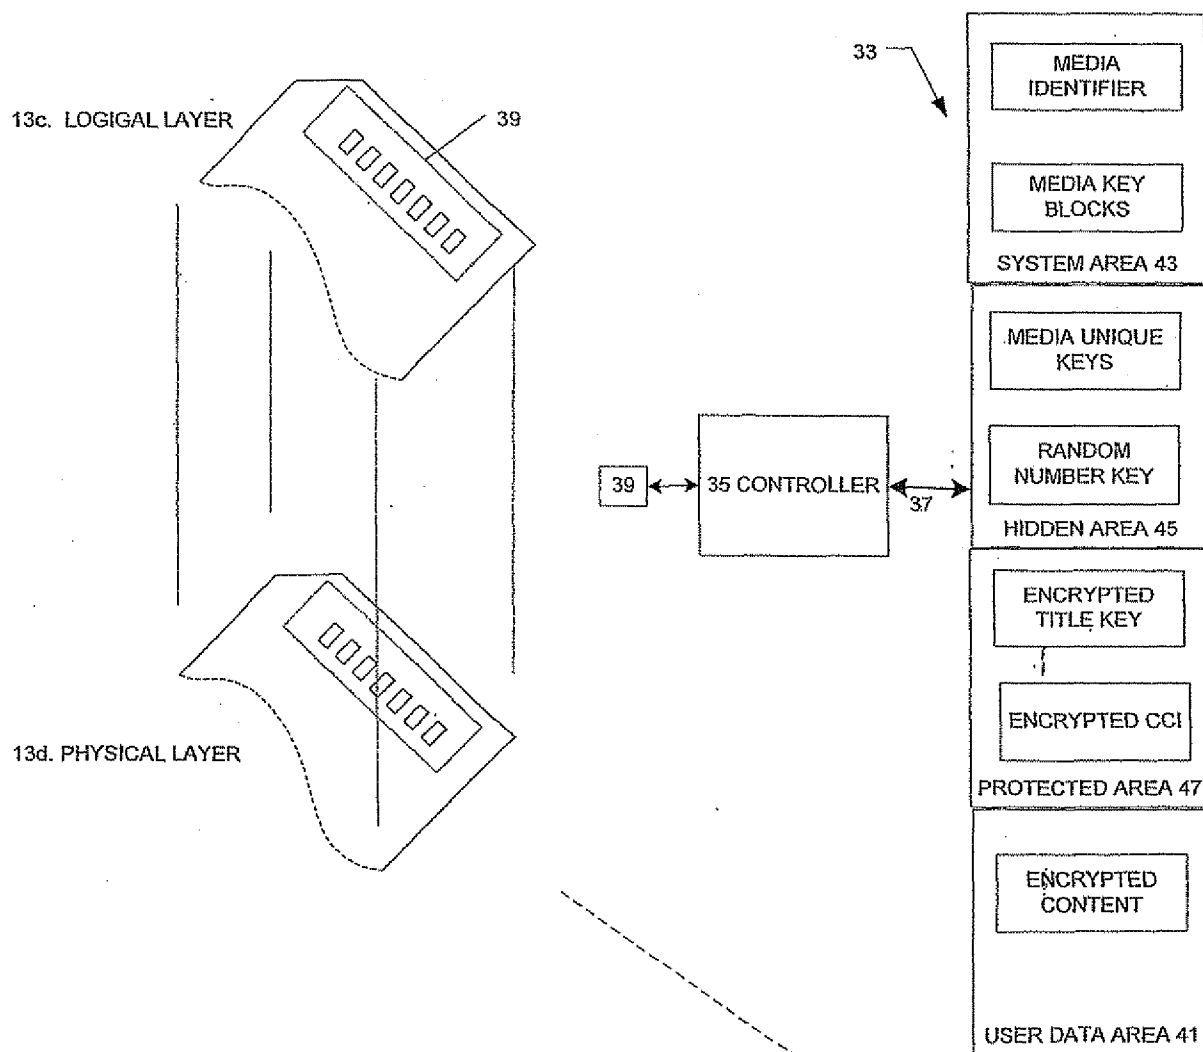 33
MEDIA
IDENTIFIER
13c. LOGIGAL LAYER
39
MEDIA KEY
BLOCKS
SYSTEM AREA 43
MEDIA UNIQUE
KEYS
RANDOM
NUMBER KEY
39
35 CONTROLLER
37
HIDDEN AREA 45
ENCRYPTED
TITLE KEY
ENCRYPTED CCI
13d. PHYSICAL LAYER
PROTECTED AREA 47
ENCRYPTED
CONTENT
USER DATA AREA 41